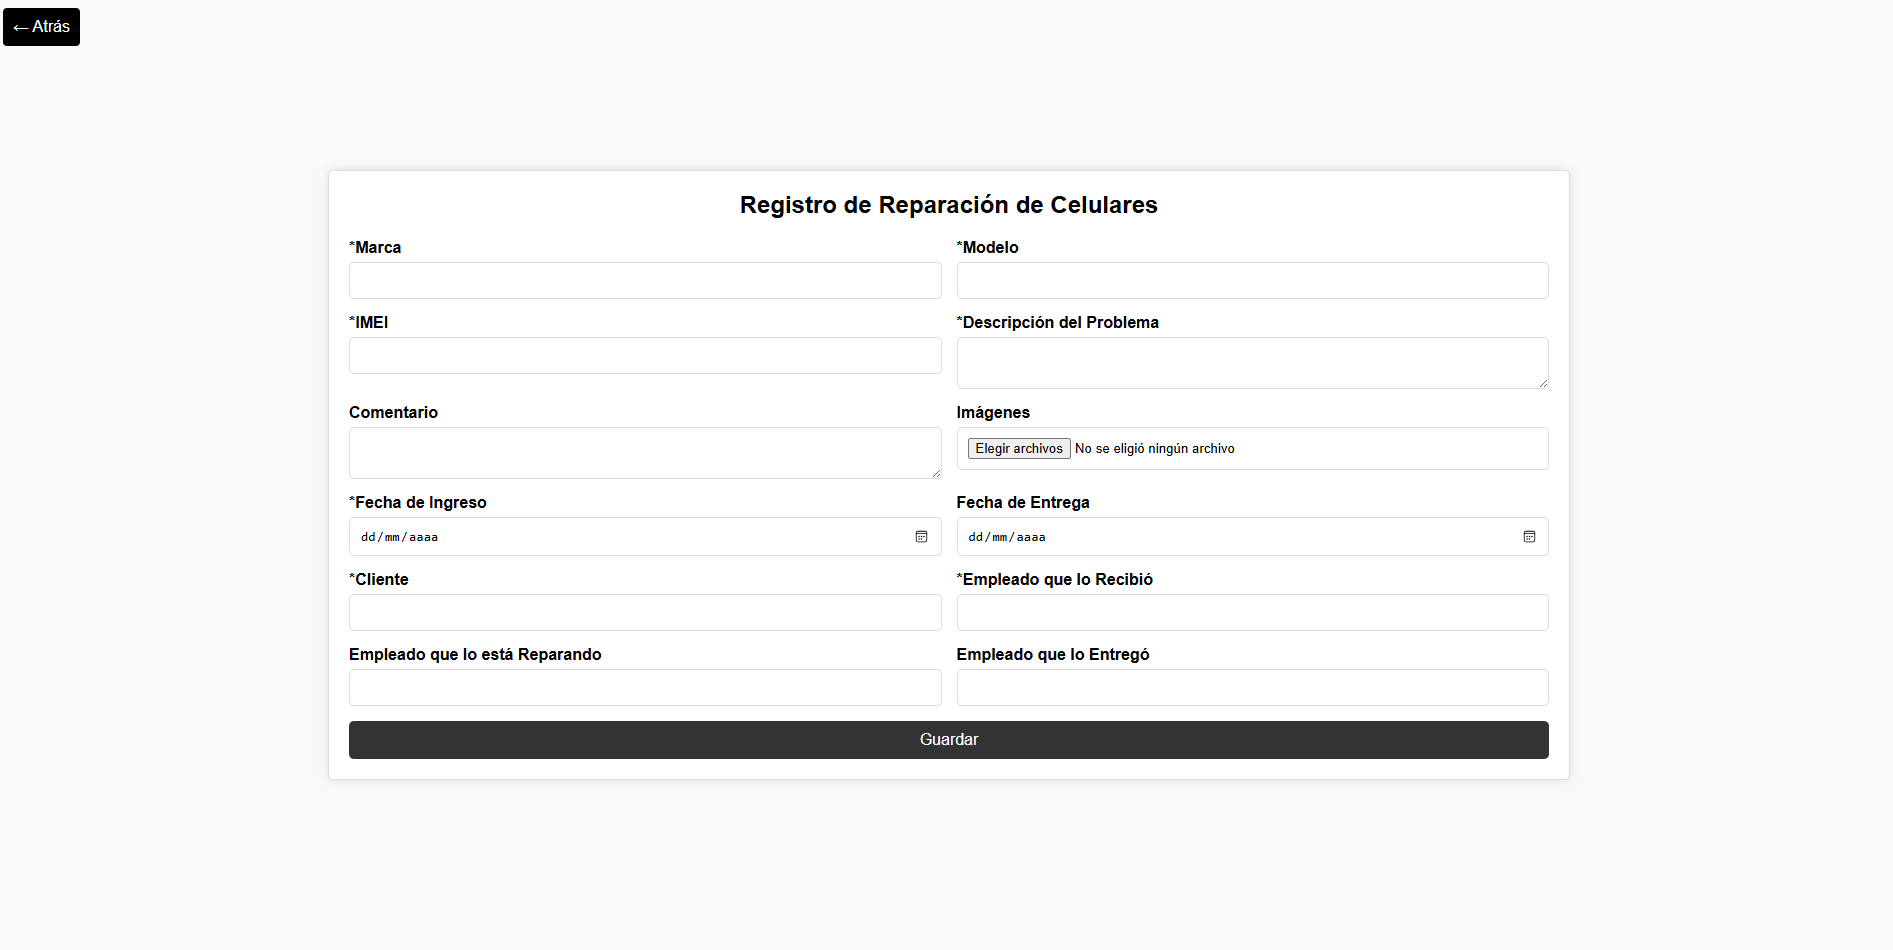 ← Atrás
Registro de Reparación de Celulares
*Marca
*Modelo
*IMEI
*Descripción del Problema
Comentario
Imágenes
Elegir archivos No se eligió ningún archivo
*Fecha de Ingreso
Fecha de Entrega
dd/mm/aaaa
dd/mm/aaaa
*Cliente
*Empleado que lo Recibió
Empleado que lo está Reparando
Empleado que lo Entregó
Guardar